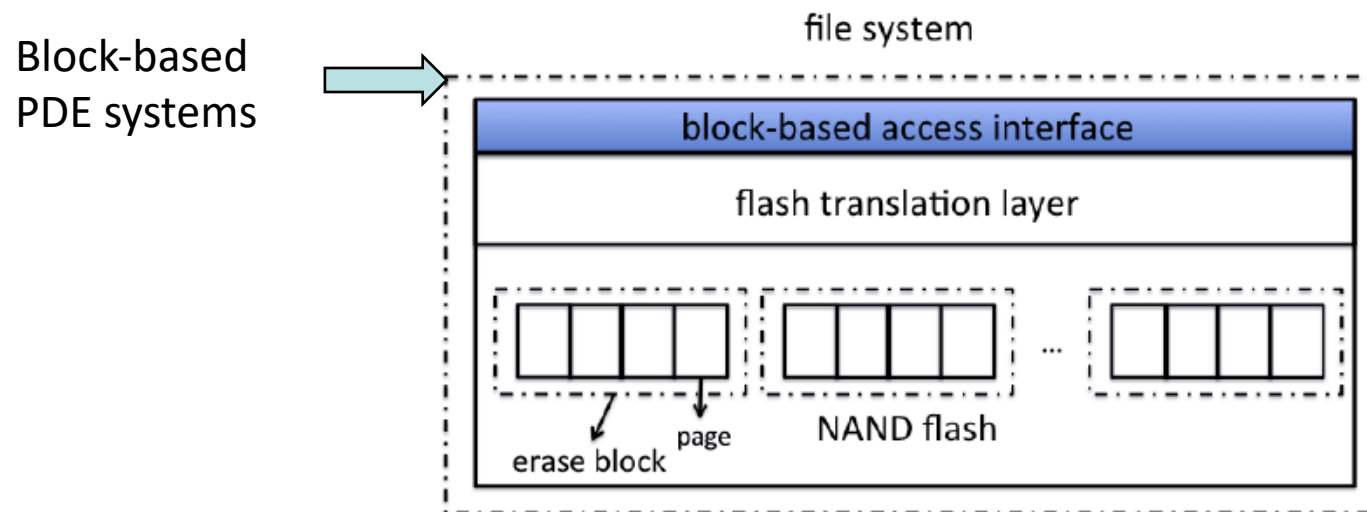 file system
Block-based
PDE systems
block-based access interface
flash translation layer
...
page
NAND flash
erase block